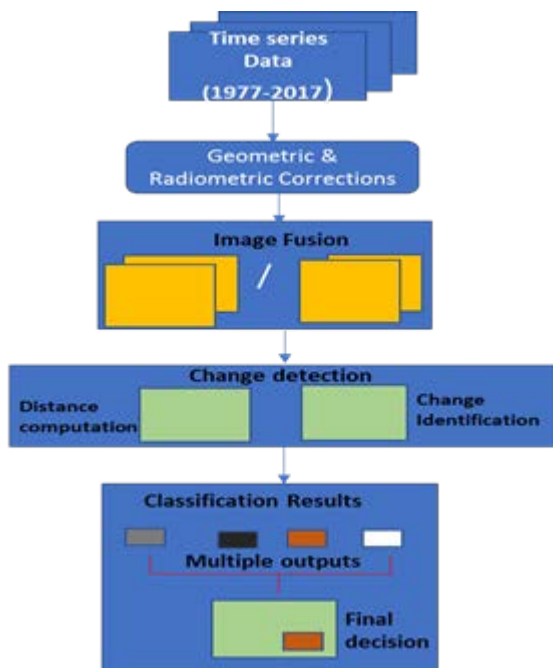 Time series
Data
(1977-2017)
Geometric &
Radiometric Corrections
Image Fusion
/
Change detection
Distance
computation
Change
Identification
Classification Results
Multiple outputs
Final
decision